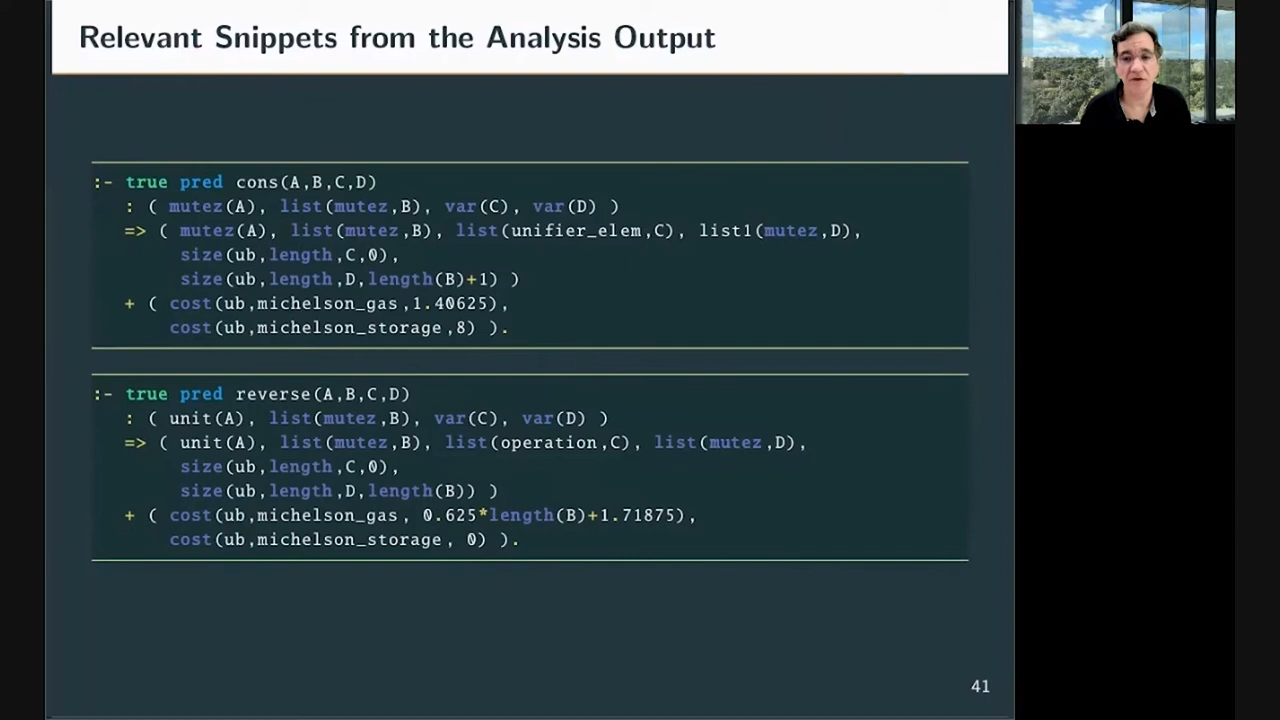 Relevant Snippets from the Analysis Output
:- true pred cons(A,B,C,D)
: ( mutez(A), list(mutez,B), var(C), var(D) )
=> ( mutez(A), list(mutez,B), list(unifier_elem,C), list1(mutez,D),
size(ub,length,C,0),
size(ub,length,D,length(B)+1) )
+ ( cost(ub,michelson_gas,1.40625),
cost(ub,michelson_storage,8) ).
:- true pred reverse(A,B,C,D)
: ( unit(A), list(mutez,B), var(C), var(D) )
=> ( unit(A), list(mutez,B), list(operation,C), list(mutez,D),
size(ub,length,C,0),
size(ub,length,D,length(B)) )
+ ( cost(ub,michelson_gas, 0.625*length(B)+1.71875),
cost(ub,michelson_storage, 0) ).
41